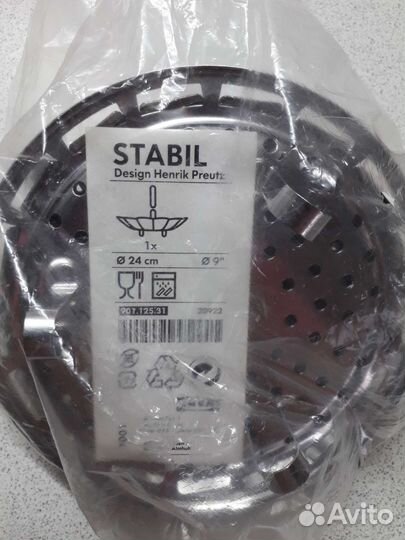 STABIL
Design Henrik Preutz
1x
Ø 24 cm Ø 9"
907.125.31 20922
Avito